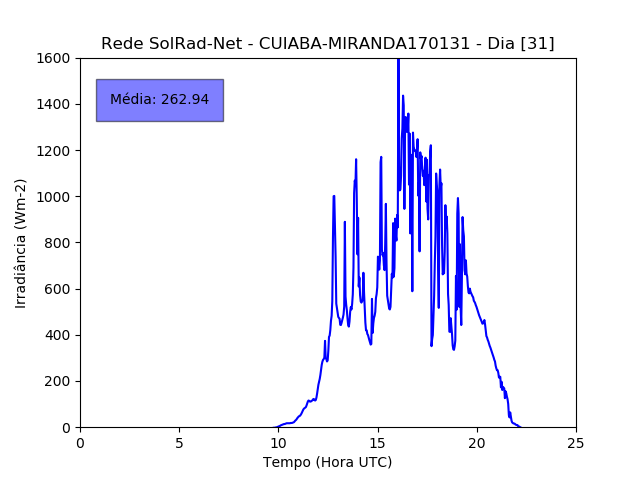 Rede SolRad-Net - CUIABA-MIRANDA170131 - Dia [31]
1600
1400
1200
1000
800
600
400
200
0
Média: 262.94
Irradiância (Wm-2)
0 5 10 15 20 25
Tempo (Hora UTC)